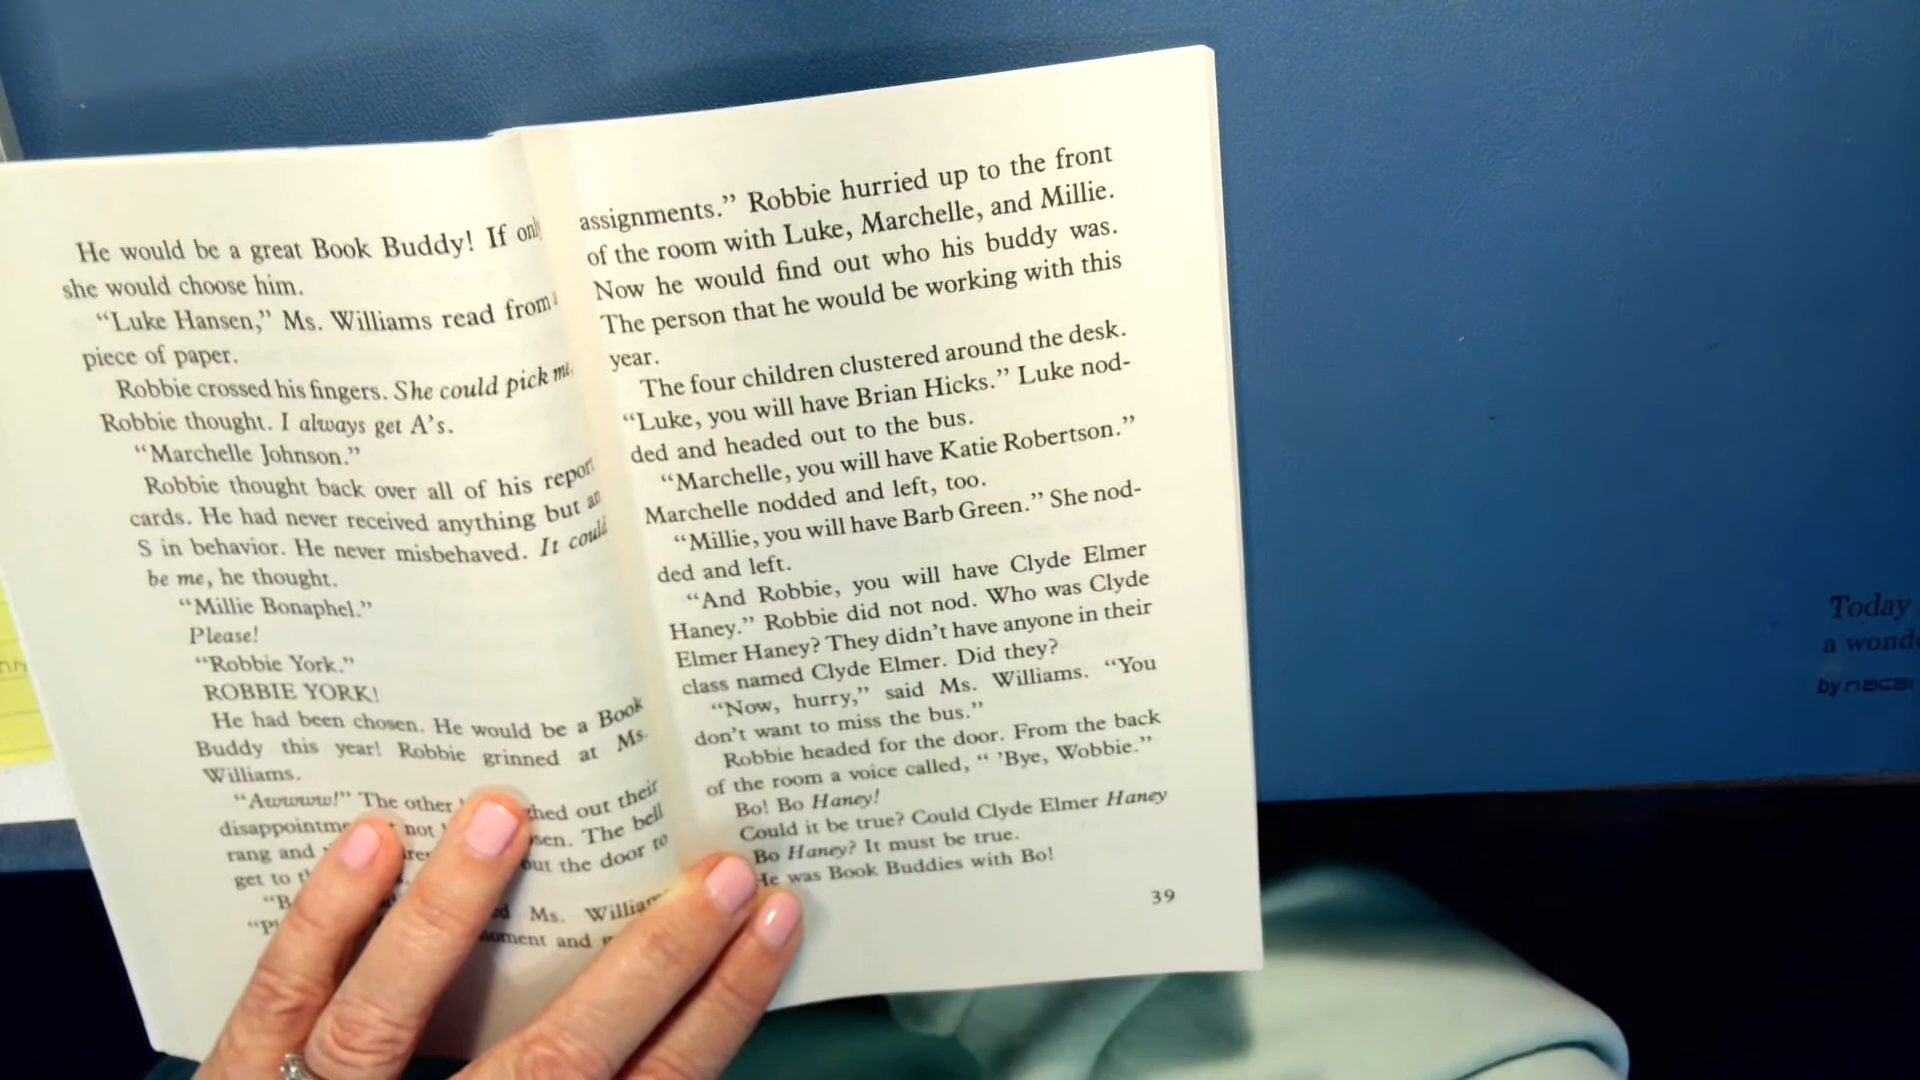 He would be a great Book Buddy! If only
she would choose him.
"Luke Hansen," Ms. Williams read from a
piece of paper.
Robbie crossed his fingers. She could pick me,
Robbie thought. I always get A's.
"Marchelle Johnson."
Robbie thought back over all of his report
cards. He had never received anything but an
S in behavior. He never misbehaved. It could
be me, he thought.
"Millie Bonaphel."
Please!
"Robbie York."
ROBBIE YORK!
He had been chosen. He would be a Book
Buddy this year! Robbie grinned at Ms.
Williams.
"Awwww!" The other out their
not The bell
rang and out the door to
get to
Ms.
moment and
assignments." Robbie hurried up to the front
of the room with Luke, Marchelle, and Millie.
Now he would find out who his buddy was.
The person that he would be working with this
year.
The four children clustered around the desk.
"Luke, you will have Brian Hicks." Luke nod-
ded and headed out to the bus.
"Marchelle, you will have Katie Robertson."
Marchelle nodded and left, too.
"Millie, you will have Barb Green." She nod-
ded and left.
"And Robbie, you will have Clyde Elmer
Haney." Robbie did not nod. Who was Clyde
Elmer Haney? They didn't have anyone in their
class named Clyde Elmer. Did they?
"Now, hurry," said Ms. Williams. "You
don't want to miss the bus."
Robbie headed for the door. From the back
of the room a voice called, " 'Bye, Wobbie."
Bo! Bo Haney!
Could it be true? Could Clyde Elmer Haney
Bo Haney? It must be true.
He was Book Buddies with Bo!
39
Today
a
by